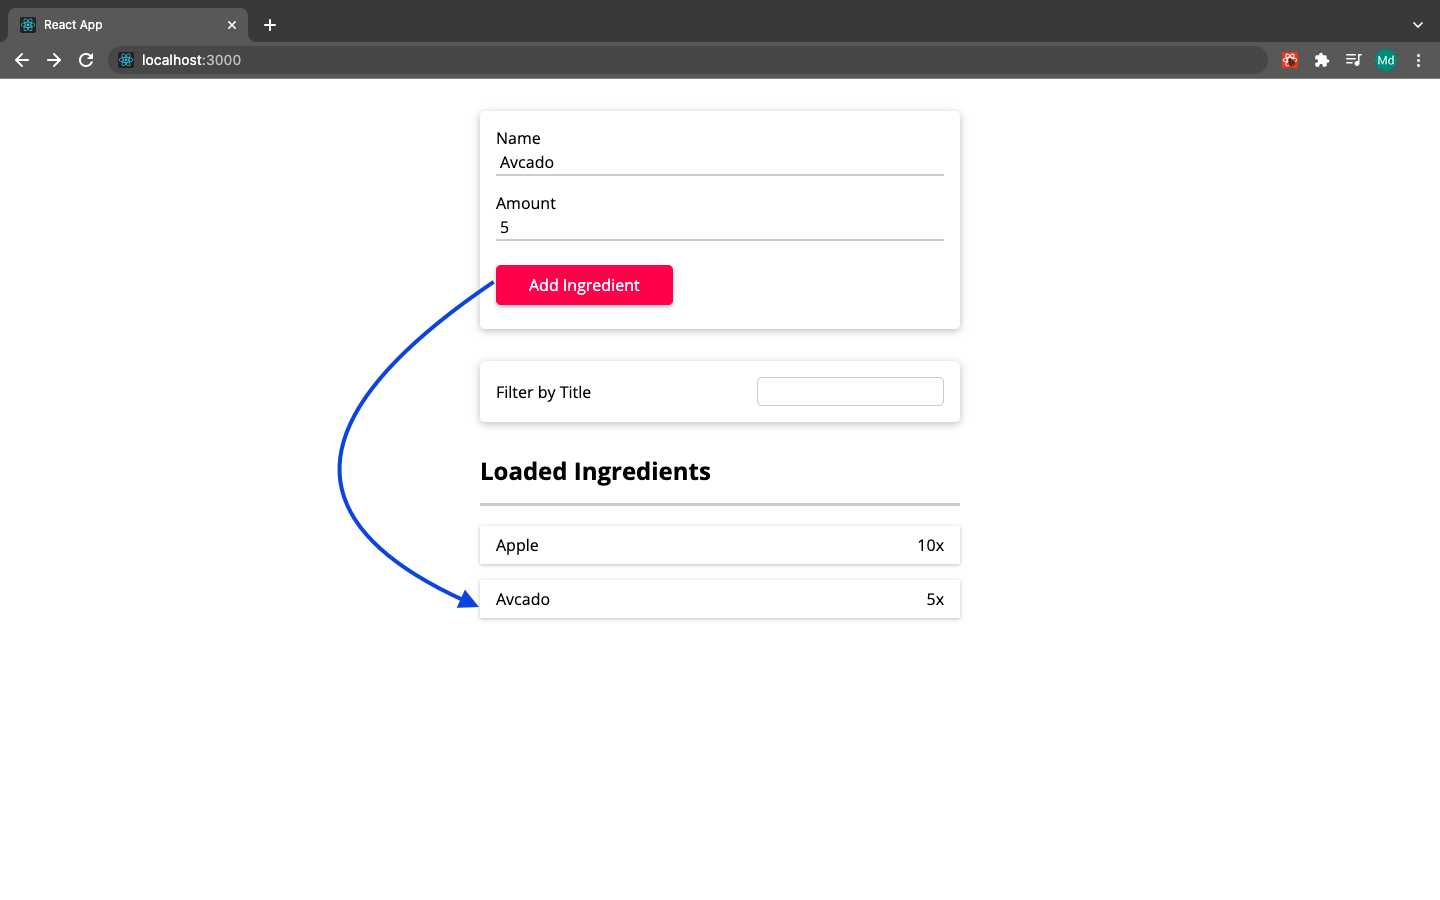 React App
localhost:3000
Md
Name
Avcado
Amount
5
Add Ingredient
Filter by Title
Loaded Ingredients
Apple 10x
Avcado 5x